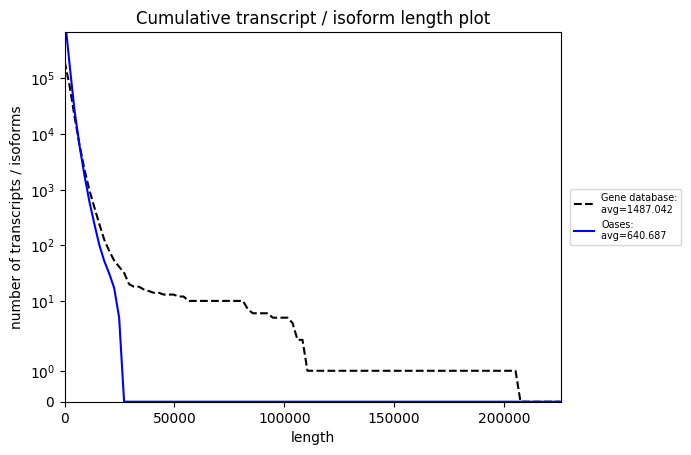 Cumulative transcript / isoform length plot
number of transcripts / isoforms
10^5
10^4
10^3
10^2
10^1
10^0
0
0 50000 100000 150000 200000
length
Gene database:
avg=1487.042
Oases:
avg=640.687